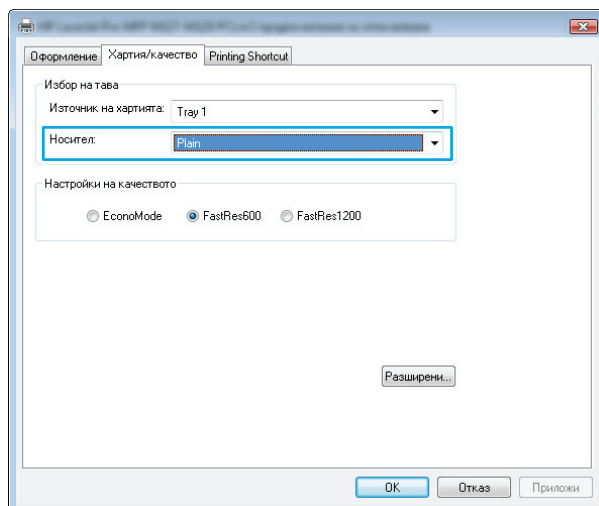 Оформление Хартия/качество Printing Shortcut
Избор на тава
Източник на хартията: Tray 1
Носител: Plain
Настройки на качеството
EconoMode FastRes600 FastRes1200
Разширени...
OK Отказ Приложи